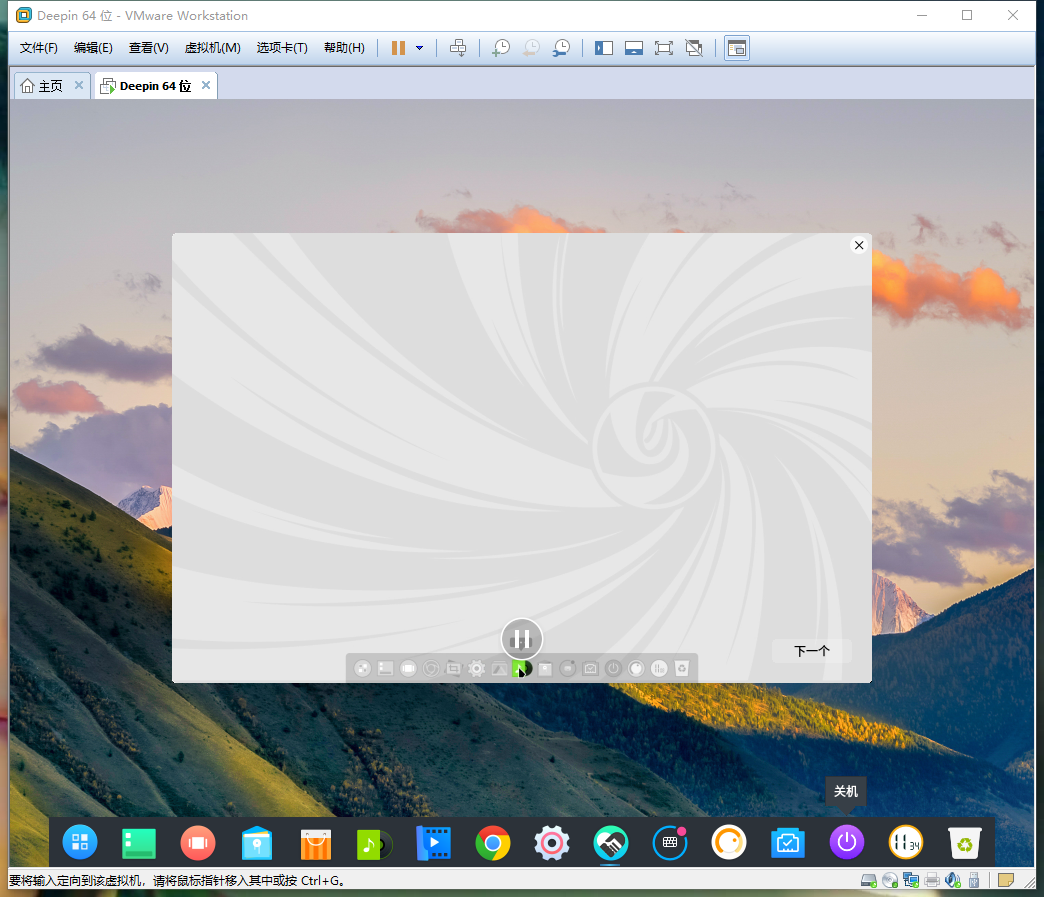 Deepin 64 位 - VMware Workstation
文件(F) 编辑(E) 查看(V) 虚拟机(M) 选项卡(T) 帮助(H)
主页 Deepin 64 位
下一个
关机
11 34
要将输入定向到该虚拟机，请将鼠标指针移入其中或按 Ctrl+G。